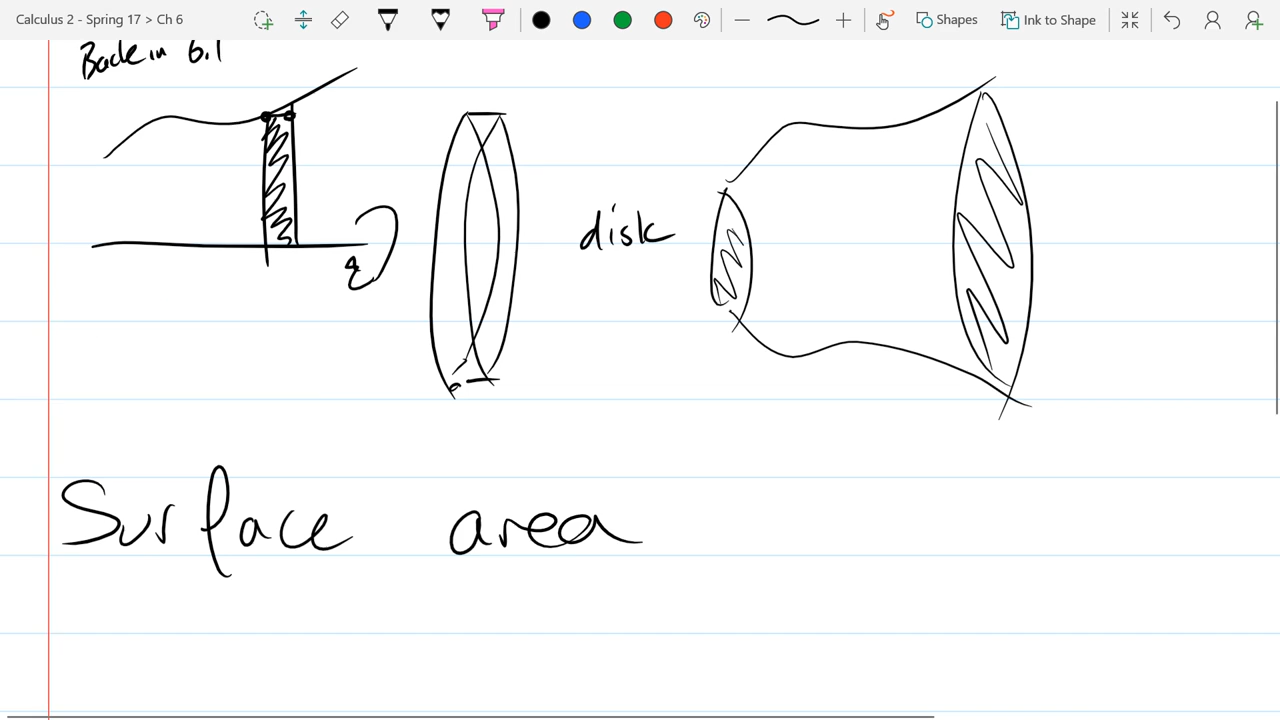 Calculus 2 - Spring 17 > Ch 6
Shapes
Ink to Shape
Back in 6.1
disk
Surface area